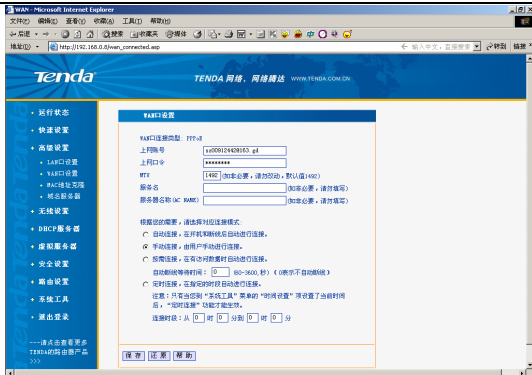 WAN - Microsoft Internet Explorer
文件(F) 编辑(E) 查看(V) 收藏(A) 工具(T) 帮助(H)
后退 搜索 收藏夹 媒体
地址(D) http://192.168.0.8/wan_connected.asp 输入中文，直接搜索 转到 链接 »
Tenda TENDA 网络，网络腾达 WWW.TENDA.COM.CN
运行状态
快速设置
高级设置
LAN口设置
WAN口设置
MAC地址克隆
域名服务器
无线设置
DHCP服务器
虚拟服务器
安全设置
路由设置
系统工具
退出登录
---请点击查看更多
TENDA的路由器产品
>>>
WAN口设置
WAN口连接类型: PPPoE
上网账号 sz009124428163.gd
上网口令 ********
MTU 1492 (如非必要，请勿改动，默认值1492)
服务名 (如非必要，请勿填写)
服务器名称(AC NAME) (如非必要，请勿填写)
根据您的需要，请选择对应连接模式:
自动连接，在开机和断线后自动进行连接。
手动连接，由用户手动进行连接。
按需连接，在有访问数据时自动进行连接。
自动断线等待时间： 0 (60-3600,秒) ( 0表示不自动断线 )
定时连接，在指定的时段自动进行连接。
注意：只有当您到“系统工具”菜单的“时间设置”项设置了当前时间
后，“定时连接”功能才能生效。
连接时段：从 0 时 0 分到 0 时 0 分
保存 还原 帮助